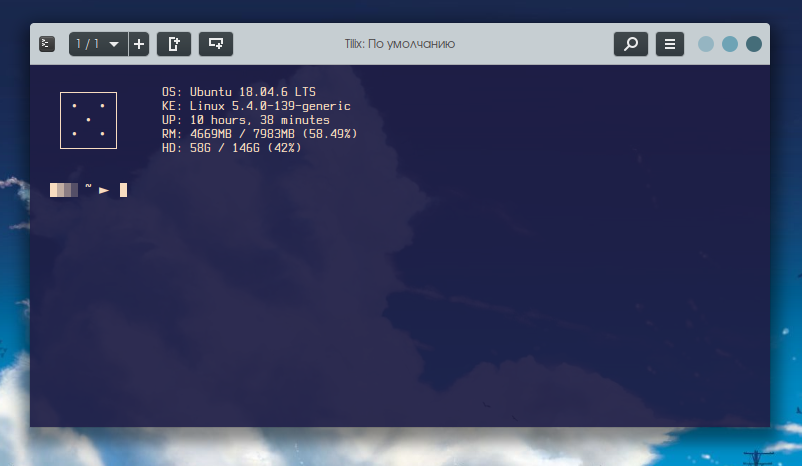 1 / 1
Tilix: По умолчанию
OS: Ubuntu 18.04.6 LTS
KE: Linux 5.4.0-139-generic
UP: 10 hours, 38 minutes
RM: 4669MB / 7983MB (58.49%)
HD: 58G / 146G (42%)
~ ►